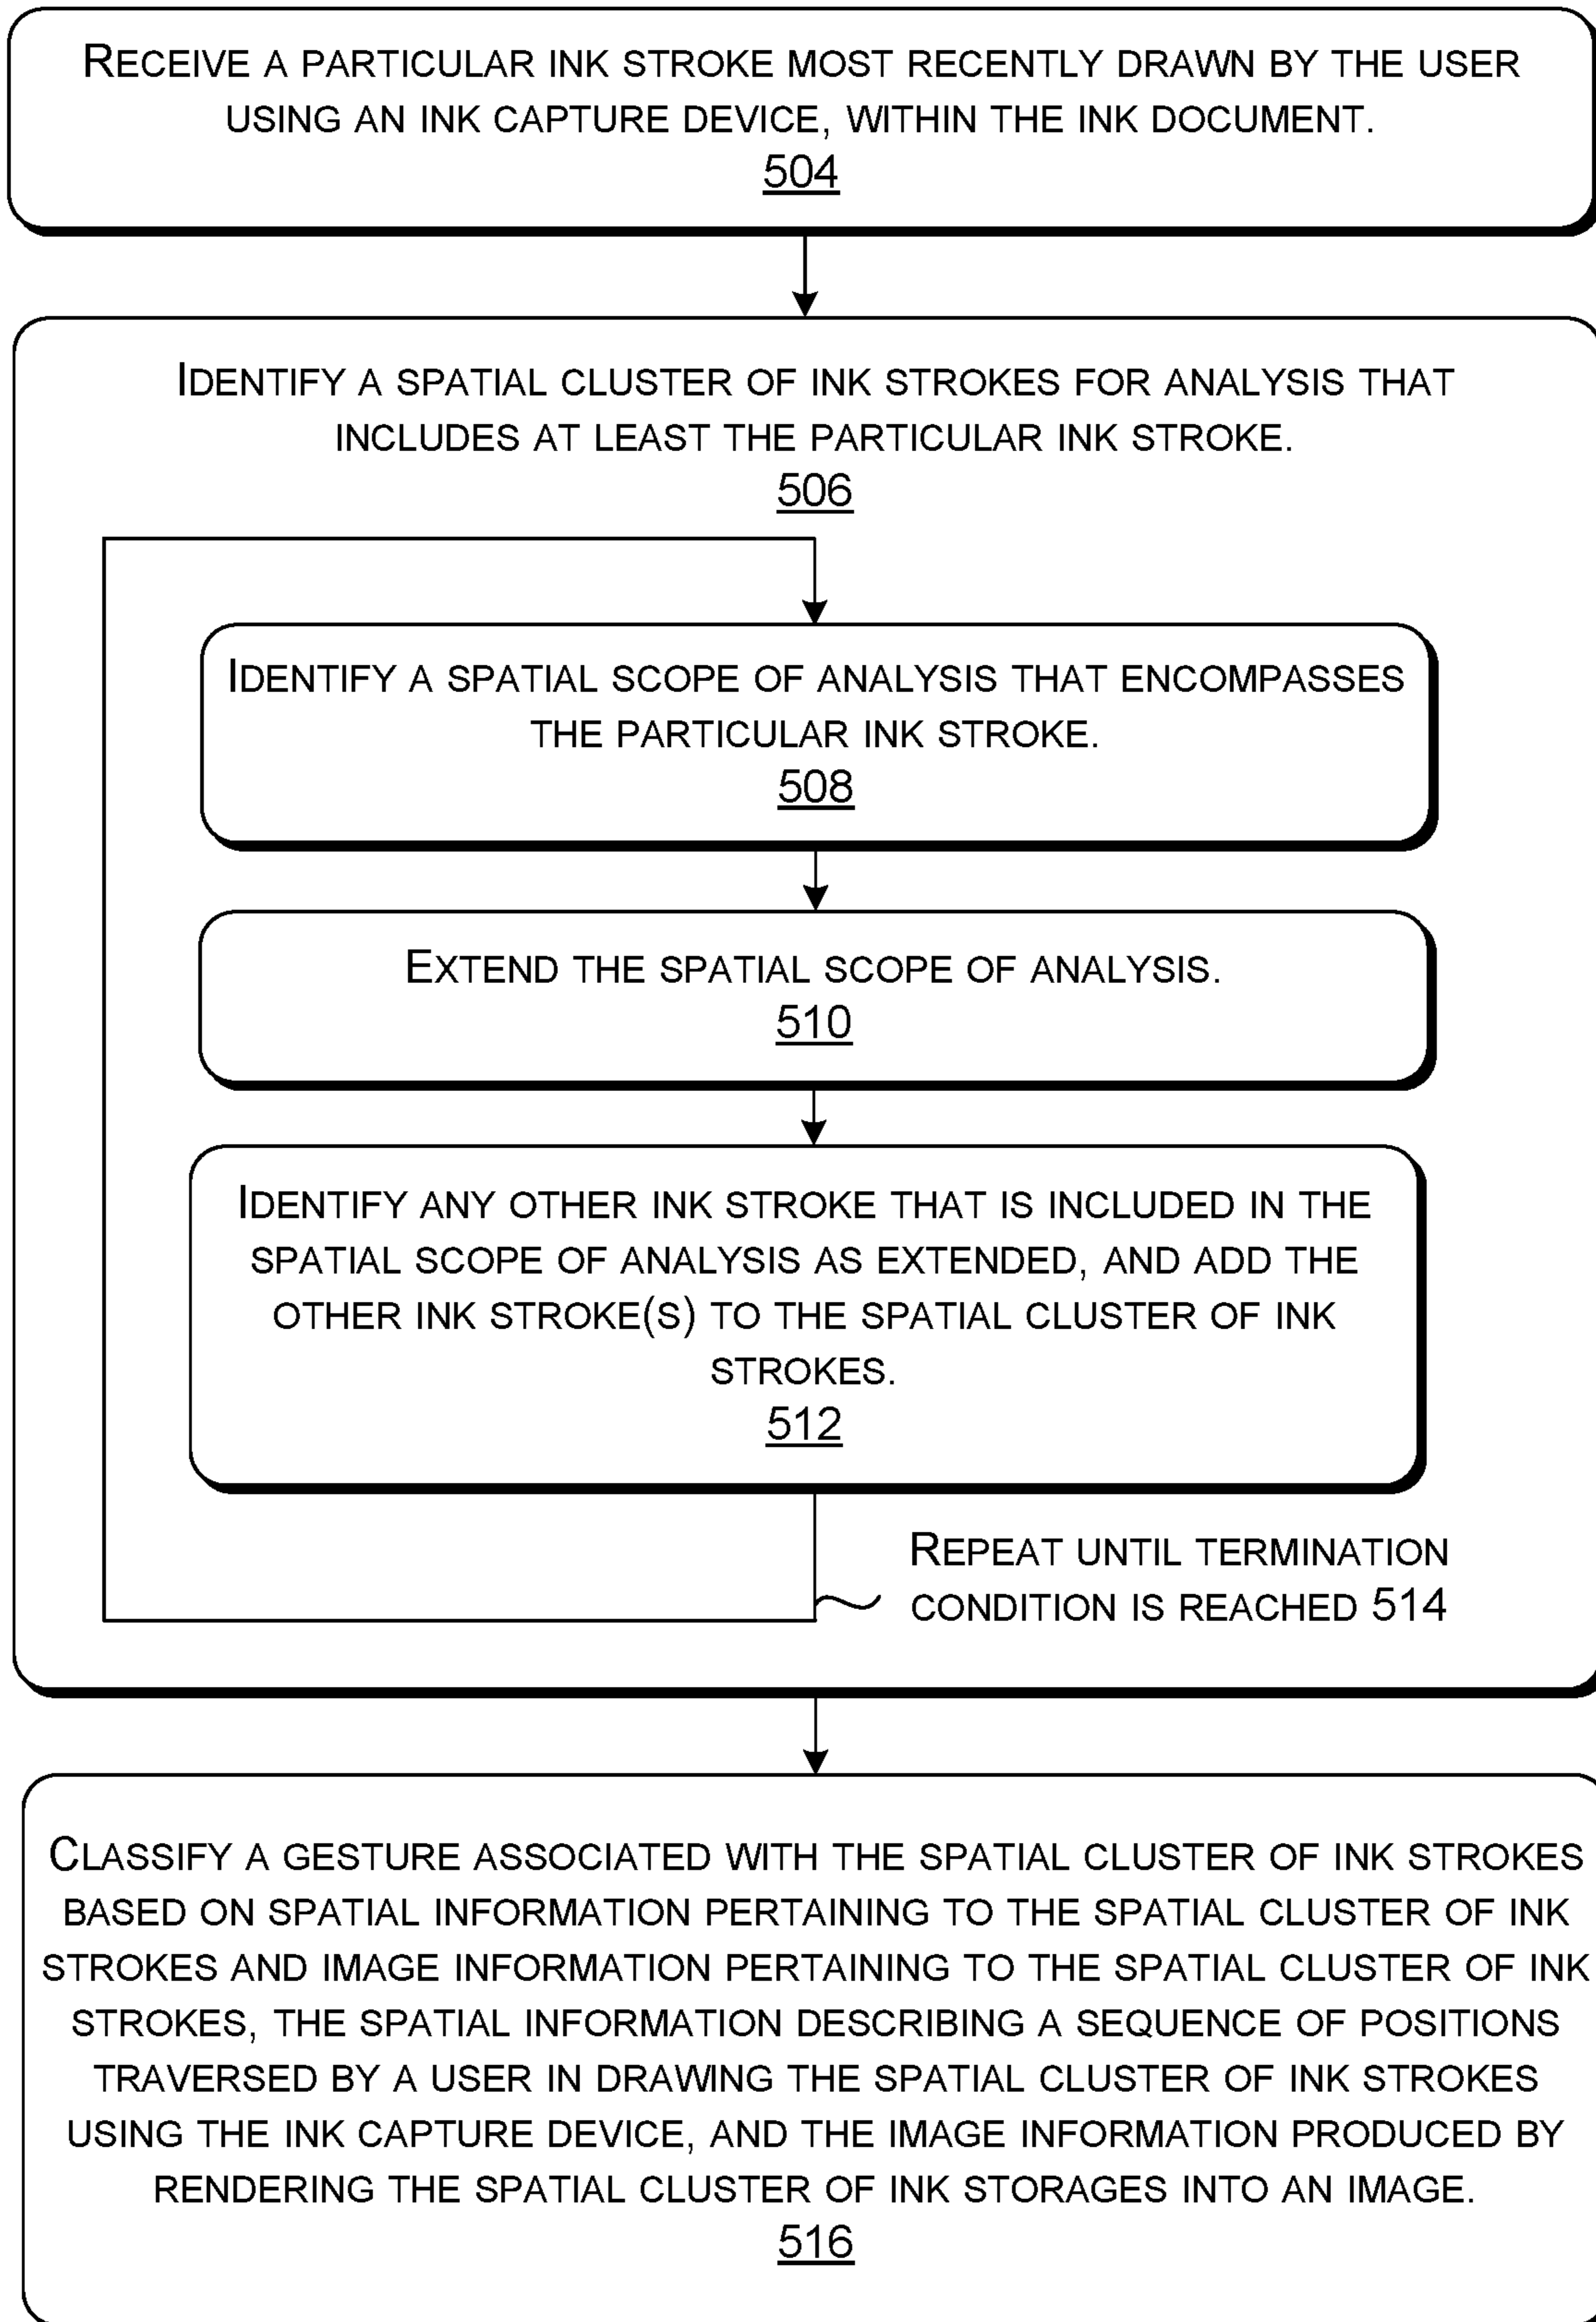 RECEIVE A PARTICULAR INK STROKE MOST RECENTLY DRAWN BY THE USER
USING AN INK CAPTURE DEVICE, WITHIN THE INK DOCUMENT.
504
IDENTIFY A SPATIAL CLUSTER OF INK STROKES FOR ANALYSIS THAT
INCLUDES AT LEAST THE PARTICULAR INK STROKE.
506
IDENTIFY A SPATIAL SCOPE OF ANALYSIS THAT ENCOMPASSES
THE PARTICULAR INK STROKE.
508
EXTEND THE SPATIAL SCOPE OF ANALYSIS.
510
IDENTIFY ANY OTHER INK STROKE THAT IS INCLUDED IN THE
SPATIAL SCOPE OF ANALYSIS AS EXTENDED, AND ADD THE
OTHER INK STROKE(S) TO THE SPATIAL CLUSTER OF INK
STROKES.
512
REPEAT UNTIL TERMINATION
CONDITION IS REACHED 514
CLASSIFY A GESTURE ASSOCIATED WITH THE SPATIAL CLUSTER OF INK STROKES
BASED ON SPATIAL INFORMATION PERTAINING TO THE SPATIAL CLUSTER OF INK
STROKES AND IMAGE INFORMATION PERTAINING TO THE SPATIAL CLUSTER OF INK
STROKES, THE SPATIAL INFORMATION DESCRIBING A SEQUENCE OF POSITIONS
TRAVERSED BY A USER IN DRAWING THE SPATIAL CLUSTER OF INK STROKES
USING THE INK CAPTURE DEVICE, AND THE IMAGE INFORMATION PRODUCED BY
RENDERING THE SPATIAL CLUSTER OF INK STORAGES INTO AN IMAGE.
516